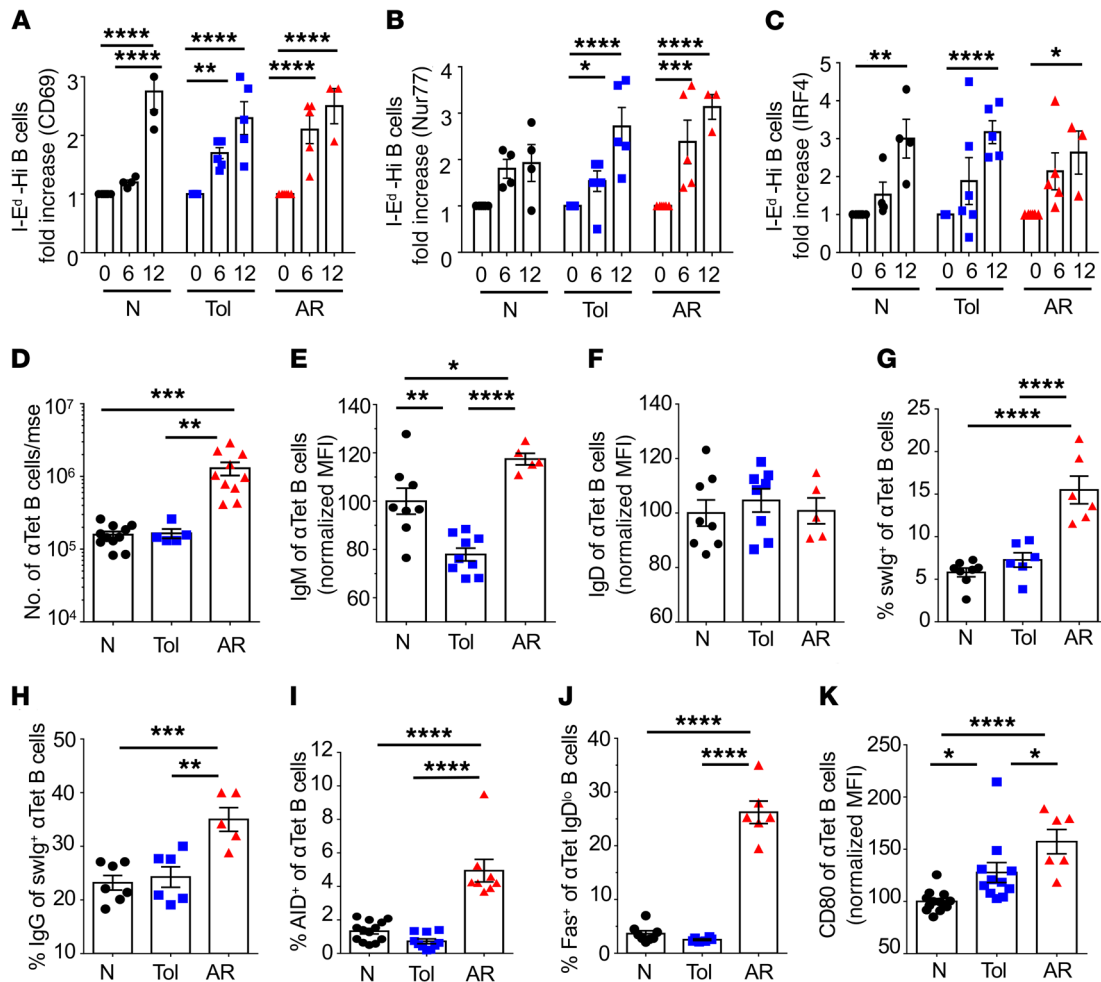 A
I-Eᵈ -Hi B cells
fold increase (CD69)
3
2
1
0
**** **** ****
**** ** ****
0 6 12 0 6 12 0 6 12
N Tol AR
B
I-Eᵈ -Hi B cells
fold increase (Nur77)
4
3
2
1
0
**** ****
* ***
0 6 12 0 6 12 0 6 12
N Tol AR
C
I-Eᵈ -Hi B cells
fold increase (IRF4)
5
4
3
2
1
0
** **** *
0 6 12 0 6 12 0 6 12
N Tol AR
D
No. of αTet B cells/mse
10⁷
10⁶
10⁵
10⁴
***
**
N Tol AR
E
IgM of αTet B cells
(normalized MFI)
140
120
100
80
60
*
** ****
N Tol AR
F
IgD of αTet B cells
(normalized MFI)
140
120
100
80
60
N Tol AR
G
% swIg⁺ of αTet B cells
25
20
15
10
5
0
****
****
N Tol AR
H
% IgG of swIg⁺ αTet B cells
50
40
30
20
10
***
**
N Tol AR
I
% AID⁺ of αTet B cells
12
10
8
6
4
2
0
****
****
N Tol AR
J
% Fas⁺ of αTet IgDˡᵒ B cells
40
30
20
10
0
****
****
N Tol AR
K
CD80 of αTet B cells
(normalized MFI)
250
200
150
100
50
****
* *
N Tol AR